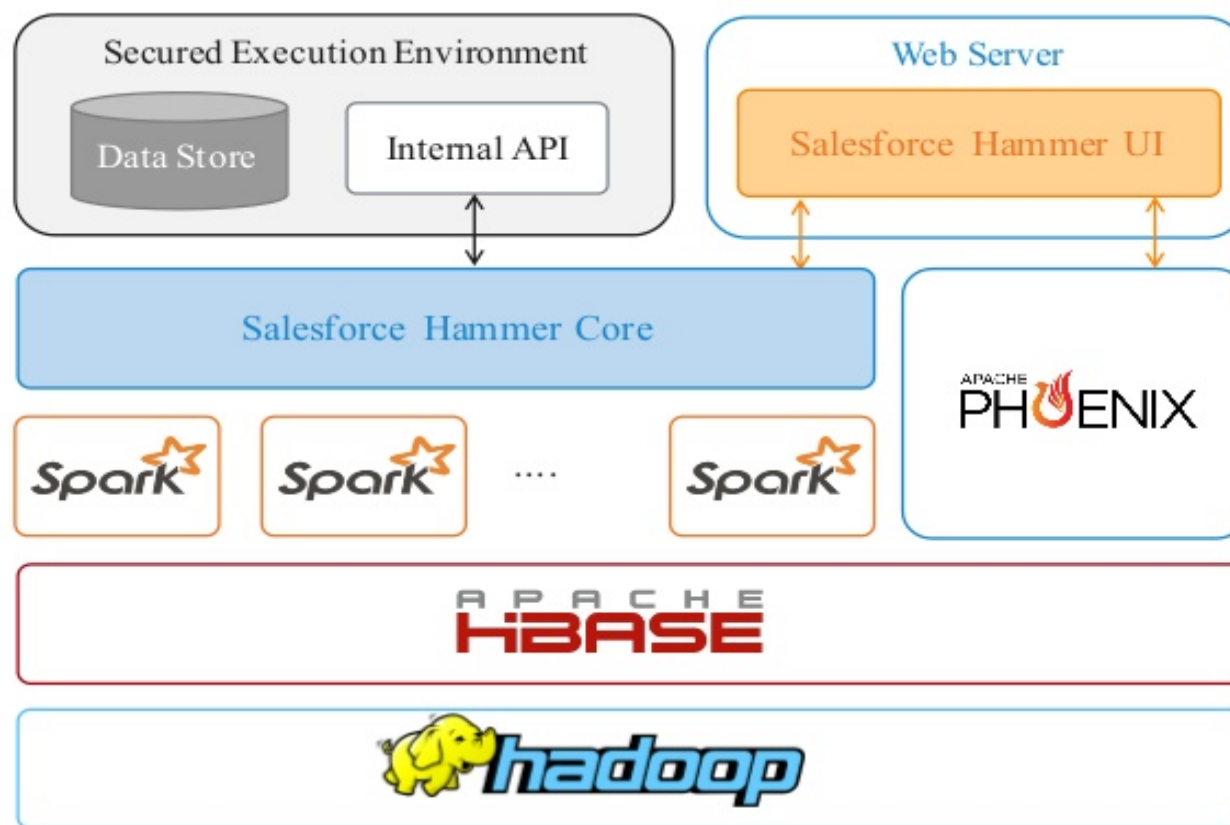 Secured Execution Environment
Data Store
Internal API
Web Server
Salesforce Hammer UI
Salesforce Hammer Core
APACHE
PHOENIX
Spark
Spark
....
Spark
APACHE
HBASE
hadoop